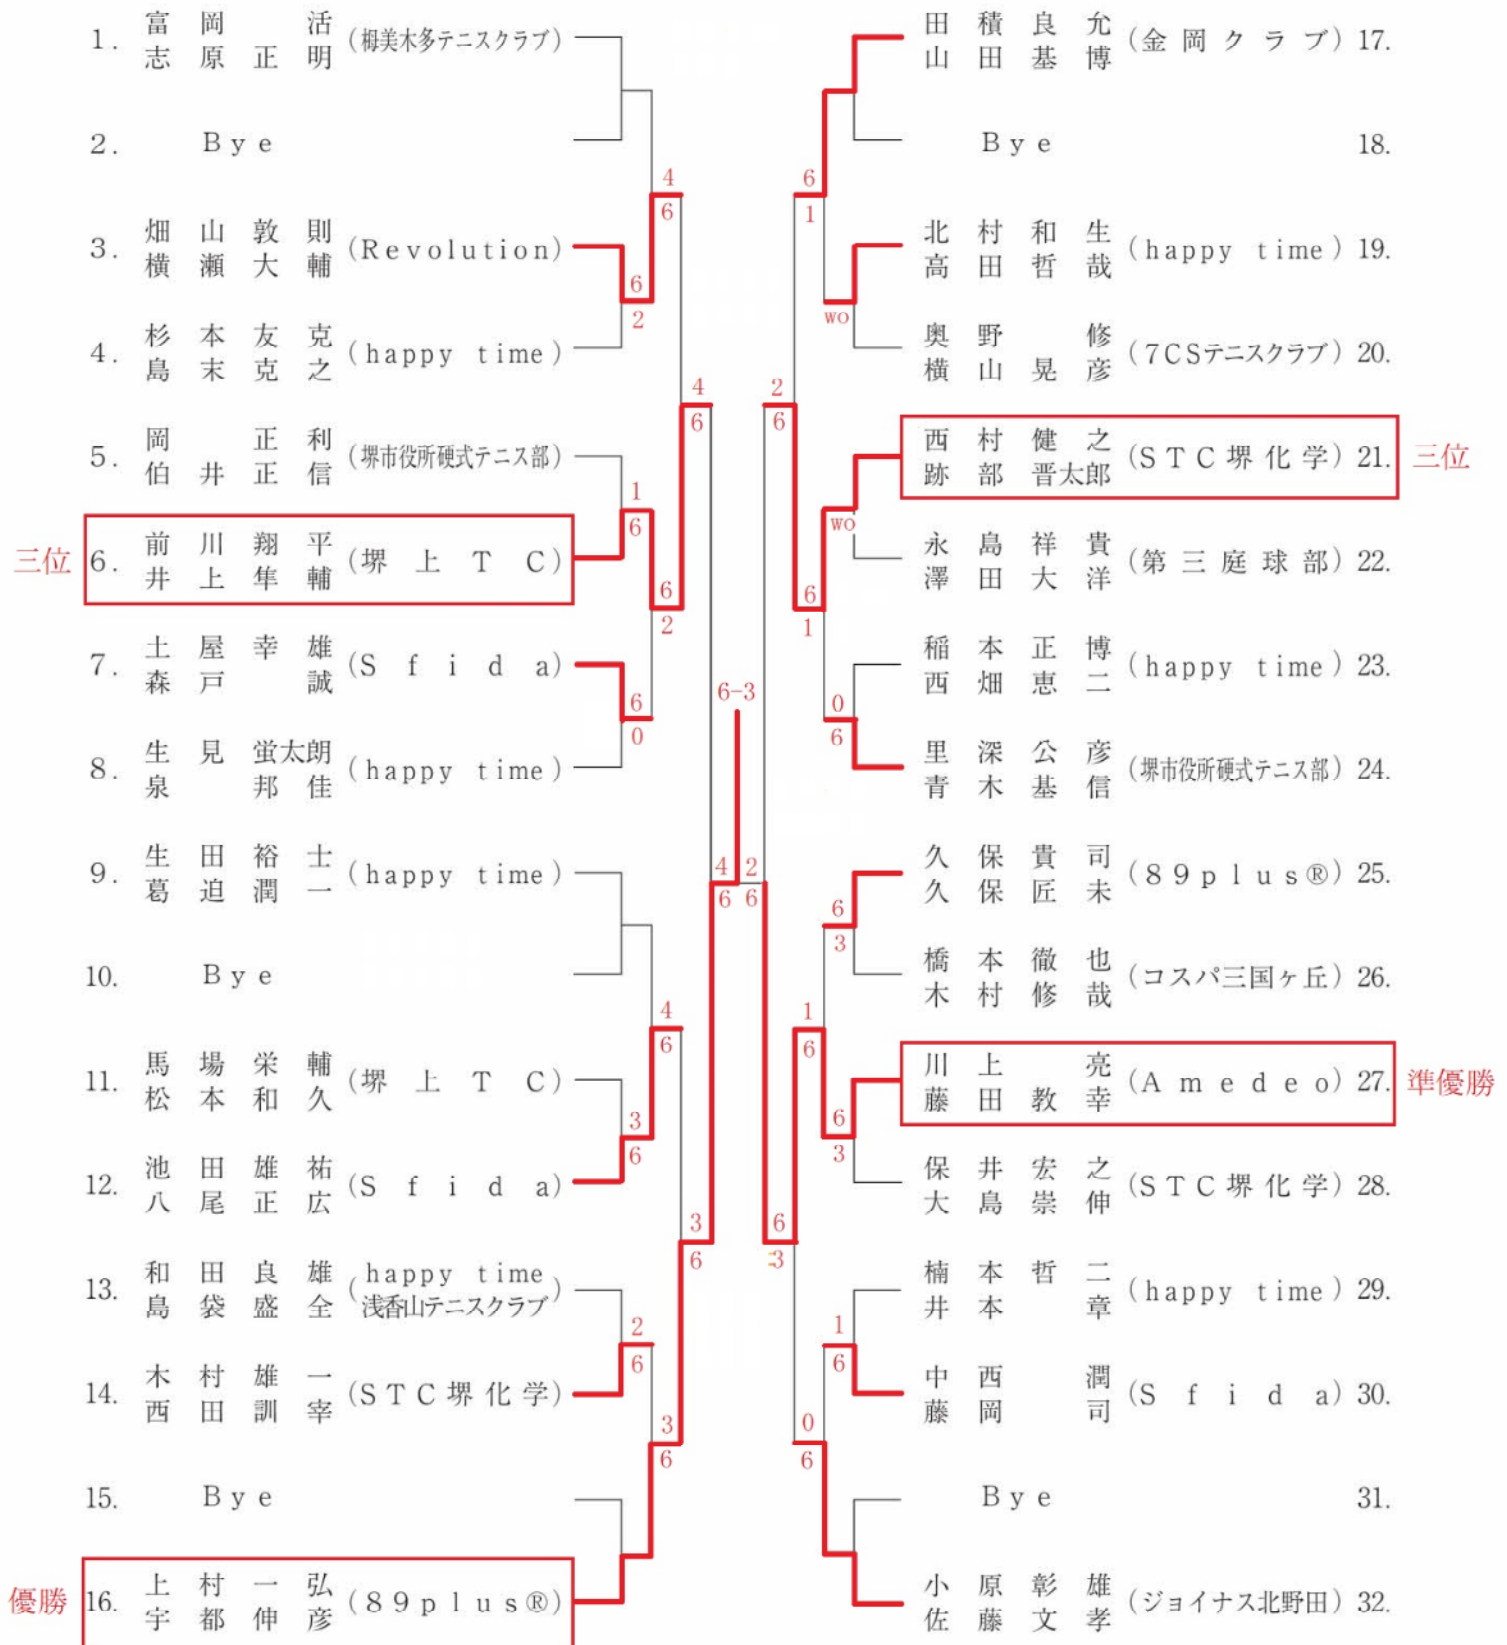 富岡 活
1. (栂美木多テニスクラブ)
志原正明
2. Bye
畑山敦則
3. (Revolution)
横瀬大輔
4
6
6
2
杉本友克
4. (happy time)
島末克之
岡 正利
5. (堺市役所硬式テニス部)
伯井正信
4
6
1
6
前川翔平
三位 6. (堺上TC)
井上隼輔
6
2
土屋幸雄
7. (Sfida)
森戸 誠
6
0
生見蛍太朗
8. (happy time)
泉 邦佳
生田裕士
9. (happy time)
葛迫潤一
10. Bye
4
6
馬場栄輔
11. (堺上TC)
松本和久
3
6
池田雄祐
12. (Sfida)
八尾正広
3
6
和田良雄 (happy time
13.
島袋盛全 浅香山テニスクラブ)
2
6
木村雄一
14. (STC堺化学)
西田訓宰
3
6
15. Bye
上村一弘
優勝 16. (89plus®)
宇都伸彦
6-3
4 2
6 6
田積良允
(金岡クラブ) 17.
山田基博
Bye 18.
6
1
北村和生
(happy time) 19.
高田哲哉
WO
奥野 修
(7CSテニスクラブ) 20.
横山晃彦
2
6
西村健之
(STC堺化学) 21. 三位
跡部晋太郎
WO
永島祥貴
(第三庭球部) 22.
澤田大洋
6
1
稲本正博
(happy time) 23.
西畑恵二
0
6
里深公彦
(堺市役所硬式テニス部) 24.
青木基信
久保貴司
(89plus®) 25.
久保匠未
6
3
橋本徹也
(コスパ三国ヶ丘) 26.
木村修哉
1
6
川上 亮
(Amedeo) 27. 準優勝
藤田教幸
6
3
保井宏之
(STC堺化学) 28.
大島崇伸
6
3
楠本哲二
(happy time) 29.
井本 章
1
6
中西 潤
(Sfida) 30.
藤岡 司
0
6
Bye 31.
小原彰雄
(ジョイナス北野田) 32.
佐藤文孝